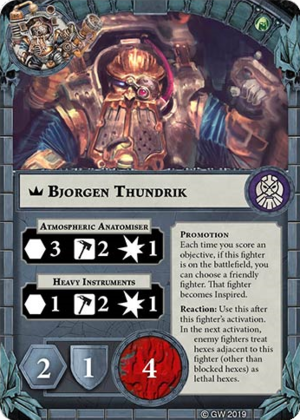 Bjorgen Thundrik
Atmospheric Anatomiser
3 2 1
Heavy Instruments
1 2 1
Promotion
Each time you score an
objective, if this fighter
is on the battlefield, you
can choose a friendly
fighter. That fighter
becomes Inspired.
Reaction: Use this after
this fighter's activation.
In the next activation,
enemy fighters treat
hexes adjacent to this
fighter (other than
blocked hexes) as
lethal hexes.
2 1 4
© GW 2019